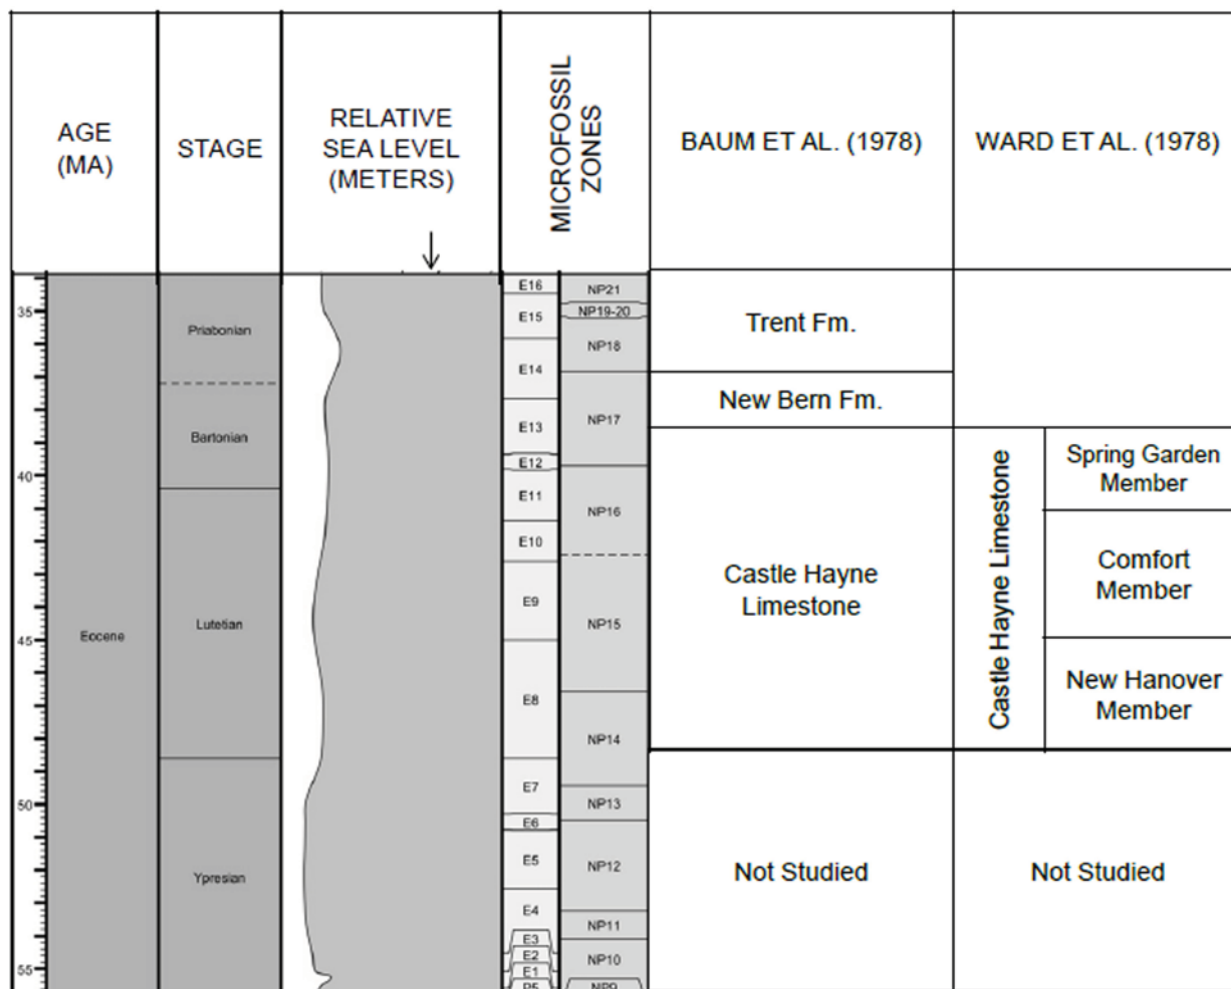 AGE
(MA)
STAGE
RELATIVE
SEA LEVEL
(METERS)
MICROFOSSIL
ZONES
BAUM ET AL. (1978)
WARD ET AL. (1978)
35
40
45
50
55
Eocene
Priabonian
Bartonian
Lutetian
Ypresian
E16
E15
E14
E13
E12
E11
E10
E9
E8
E7
E6
E5
E4
E3
E2
E1
P5
NP21
NP19-20
NP18
NP17
NP16
NP15
NP14
NP13
NP12
NP11
NP10
NP9
Trent Fm.
New Bern Fm.
Castle Hayne
Limestone
Not Studied
Castle Hayne Limestone
Spring Garden
Member
Comfort
Member
New Hanover
Member
Not Studied